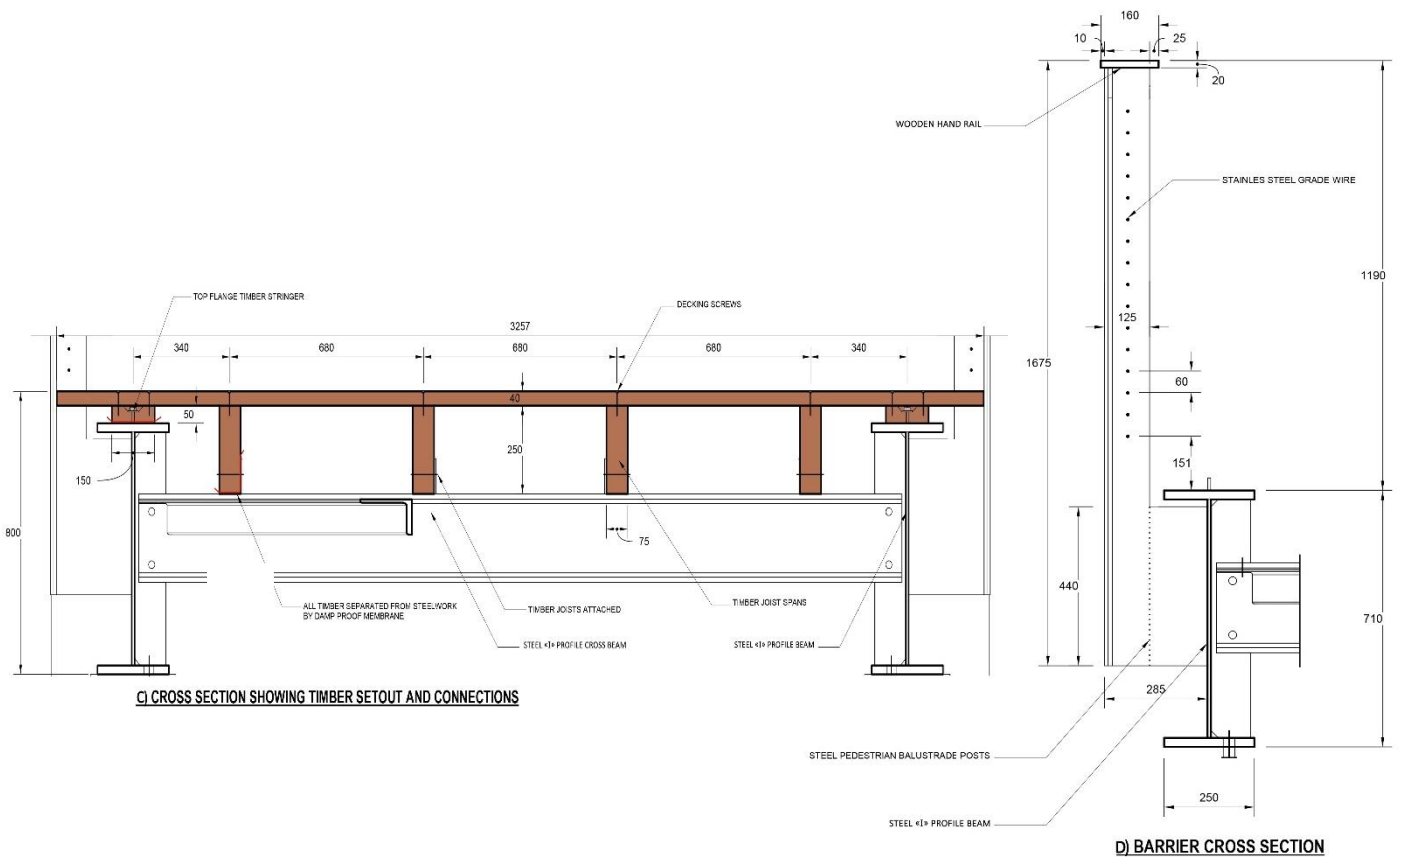 160
10
25
20
WOODEN HAND RAIL
STAINLES STEEL GRADE WIRE
1190
125
1675
60
151
440
710
285
STEEL PEDESTRIAN BALUSTRADE POSTS
250
STEEL «I» PROFILE BEAM
D) BARRIER CROSS SECTION
TOP FLANGE TIMBER STRINGER
DECKING SCREWS
3257
340
680
680
680
340
40
50
250
150
800
75
ALL TIMBER SEPARATED FROM STEELWORK
BY DAMP PROOF MEMBRANE
TIMBER JOISTS ATTACHED
TIMBER JOIST SPANS
STEEL «I» PROFILE CROSS BEAM
STEEL «I» PROFILE BEAM
C) CROSS SECTION SHOWING TIMBER SETOUT AND CONNECTIONS